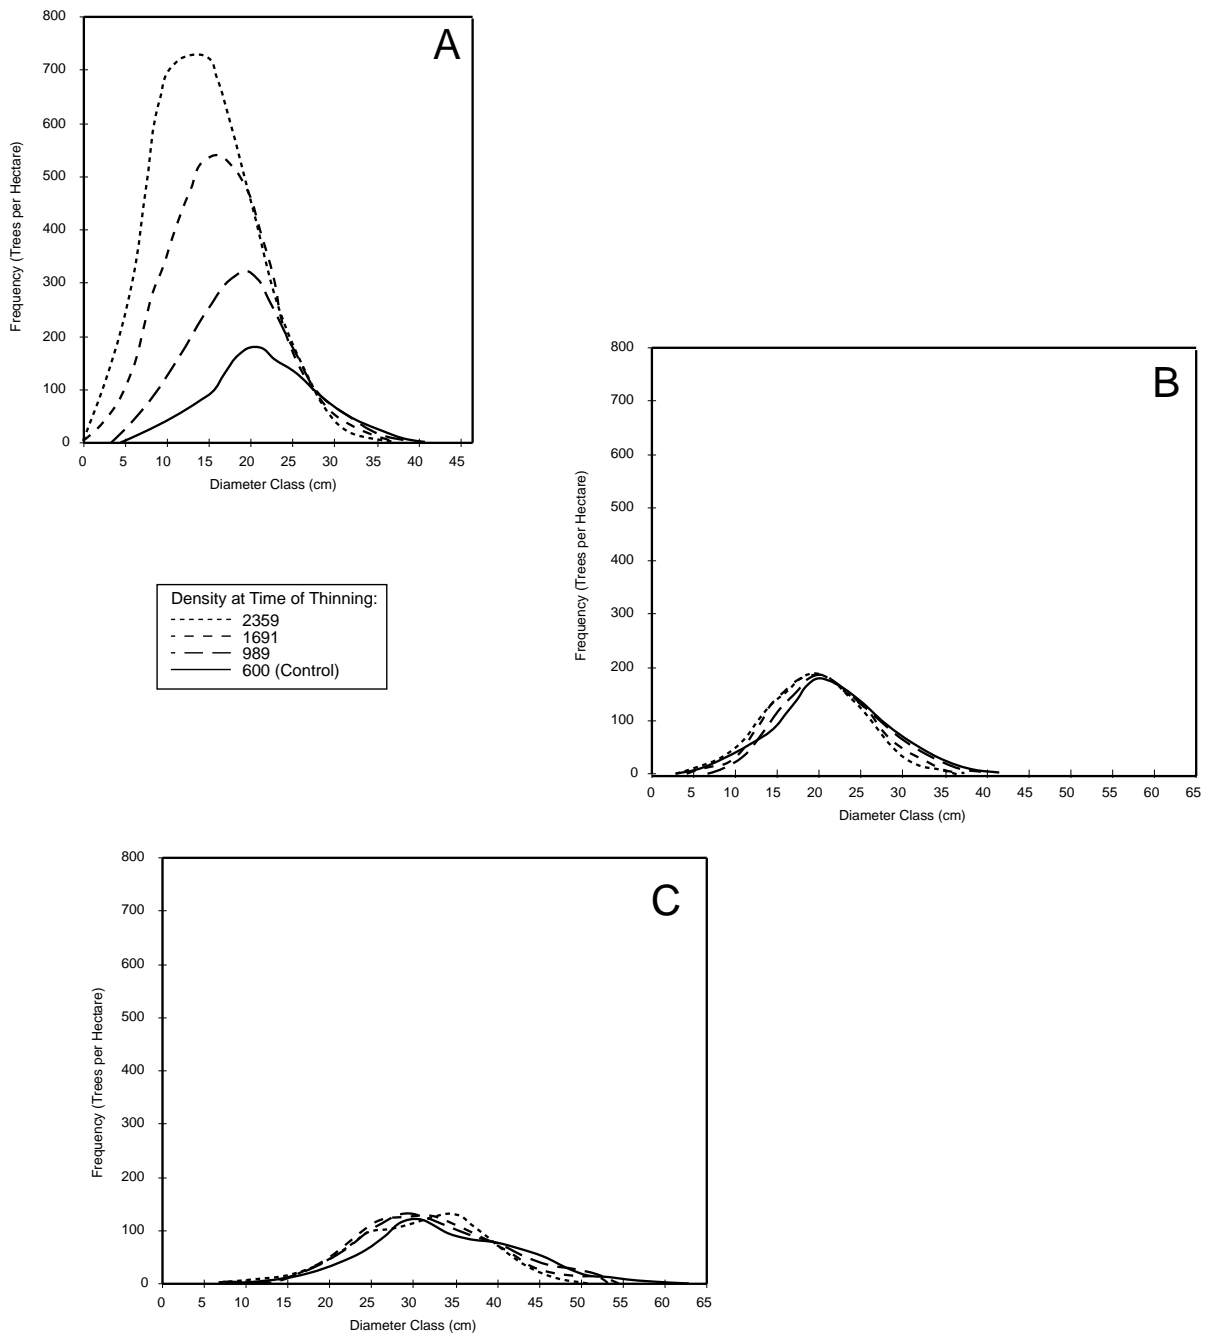 A
800
700
600
500
400
300
200
100
0
0 5 10 15 20 25 30 35 40 45
Diameter Class (cm)
Frequency (Trees per Hectare)
B
800
700
600
500
400
300
200
100
0
0 5 10 15 20 25 30 35 40 45 50 55 60 65
Diameter Class (cm)
Frequency (Trees per Hectare)
Density at Time of Thinning:
2359
1691
989
600 (Control)
C
800
700
600
500
400
300
200
100
0
0 5 10 15 20 25 30 35 40 45 50 55 60 65
Diameter Class (cm)
Frequency (Trees per Hectare)